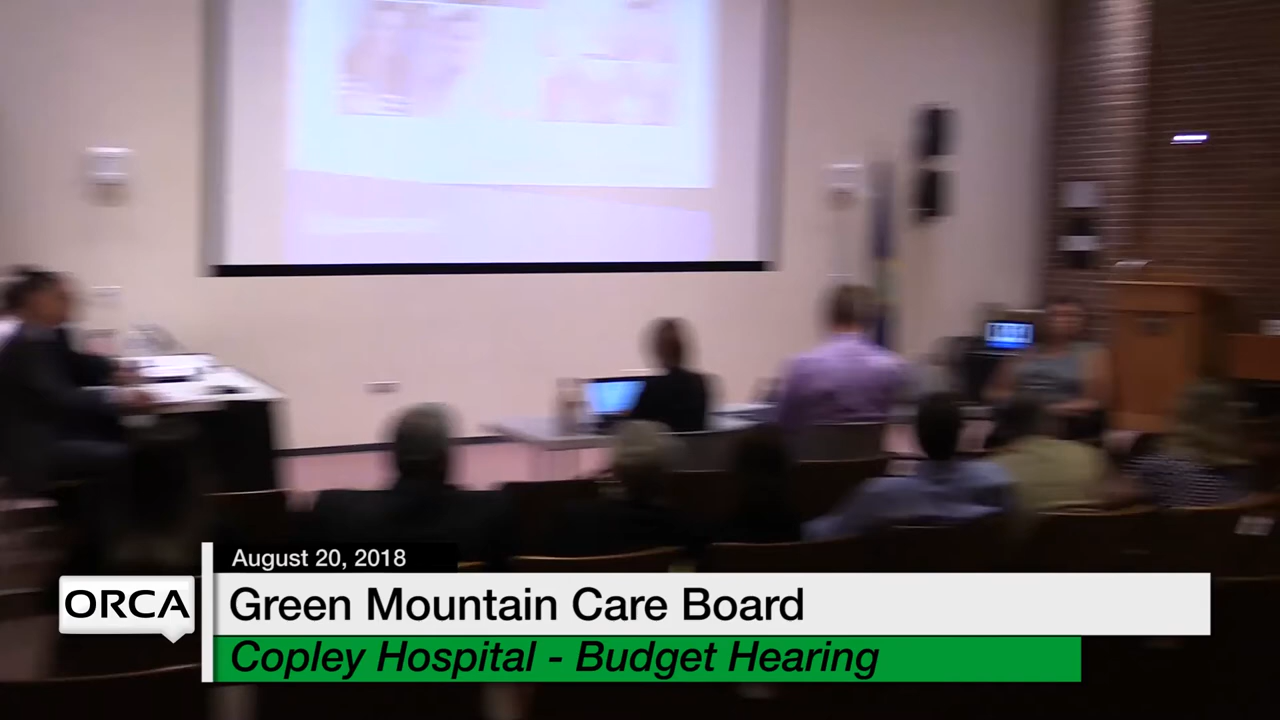 August 20, 2018
ORCA
Green Mountain Care Board
Copley Hospital - Budget Hearing